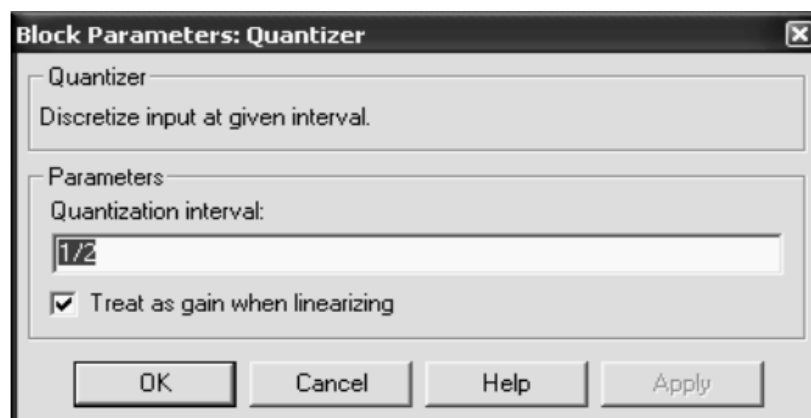 Block Parameters: Quantizer
Quantizer
Discretize input at given interval.
Parameters
Quantization interval:
1/2
Treat as gain when linearizing
OK Cancel Help Apply